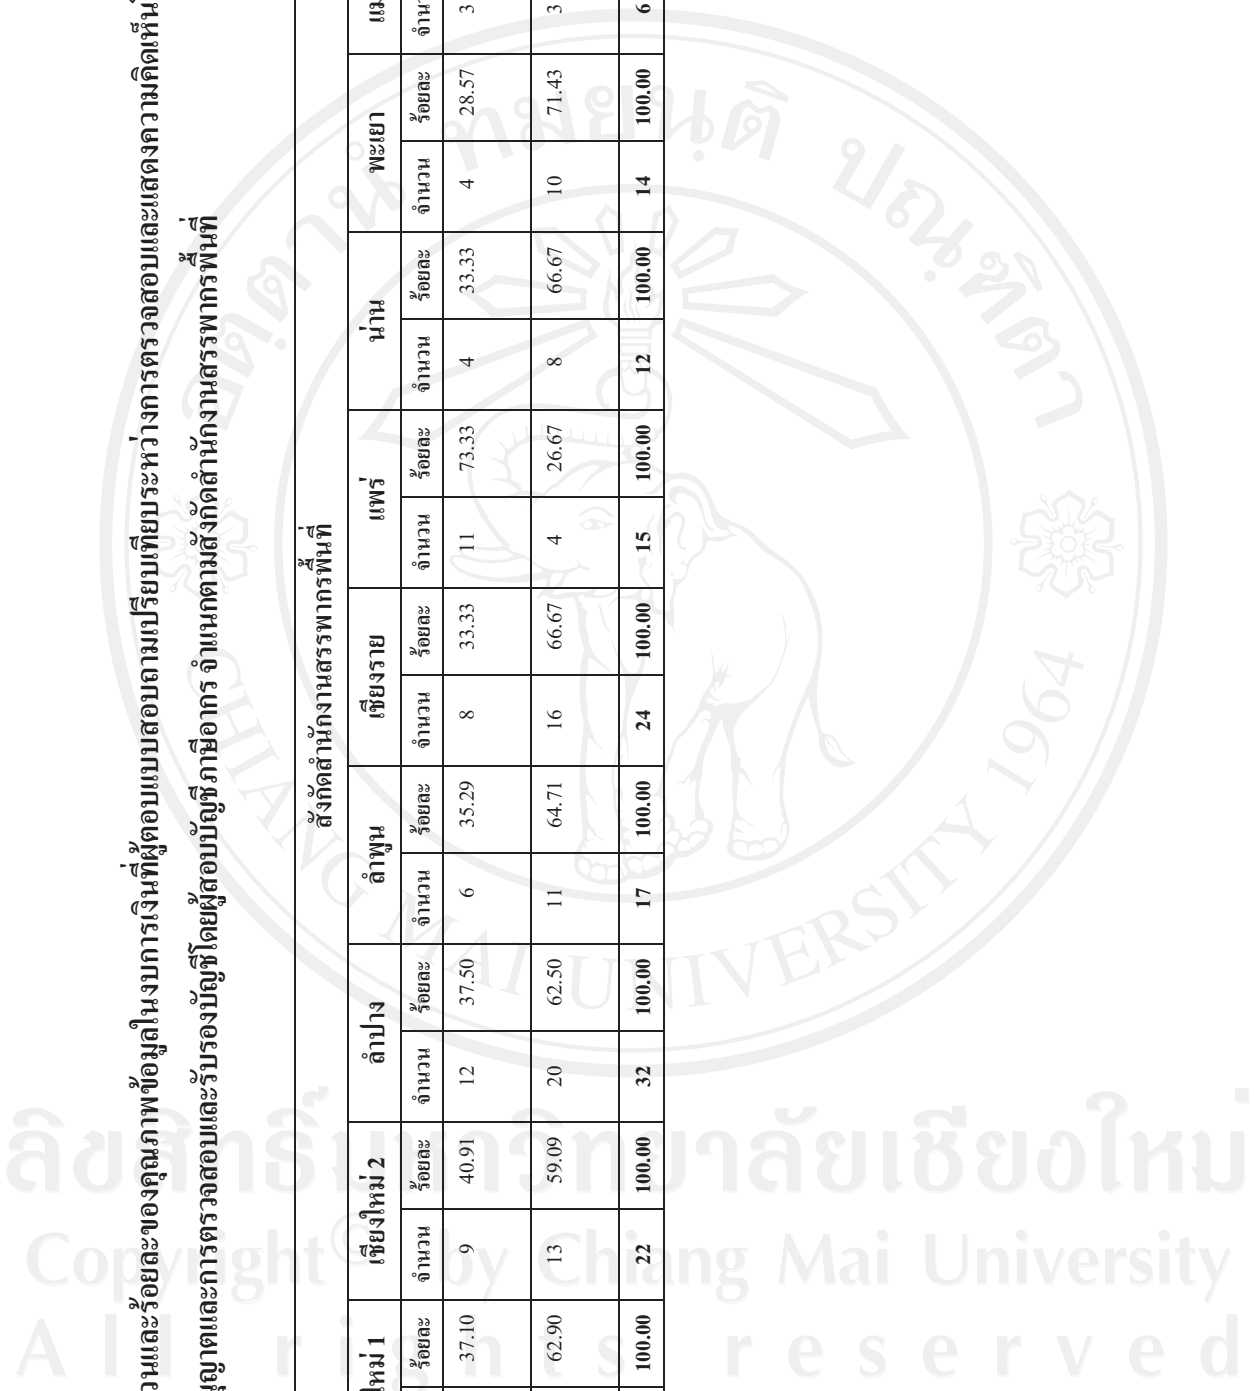 วนและร้อยละของคุณภาพข้อมูลในงบการเงินที่ผู้ตอบแบบสอบถามเปรียบเทียบระหว่างการตรวจสอบและแสดงความคิดเห็น
ญาตและการตรวจสอบและรับรองบัญชีโดยผู้สอบบัญชีภาษีอากร จำแนกตามสังกัดสำนักงานสรรพากรพื้นที่
สังกัดสำนักงานสรรพากรพื้นที่
ใหม่ 1 เชียงใหม่ 2 ลำปาง ลำพูน เชียงราย แพร่ น่าน พะเยา แม
ร้อยละ จำนวน ร้อยละ จำนวน ร้อยละ จำนวน ร้อยละ จำนวน ร้อยละ จำนวน ร้อยละ จำนวน ร้อยละ จำนวน ร้อยละ จำน
37.10 9 40.91 12 37.50 6 35.29 8 33.33 11 73.33 4 33.33 4 28.57 3
62.90 13 59.09 20 62.50 11 64.71 16 66.67 4 26.67 8 66.67 10 71.43 3
100.00 22 100.00 32 100.00 17 100.00 24 100.00 15 100.00 12 100.00 14 100.00 6
อตฺตานํ ทมยนฺติ ปณฺฑิตา
CHIANG MAI UNIVERSITY 1964
ลิขสิทธิ์มหาวิทยาลัยเชียงใหม่
Copyright © by Chiang Mai University
All rights reserved